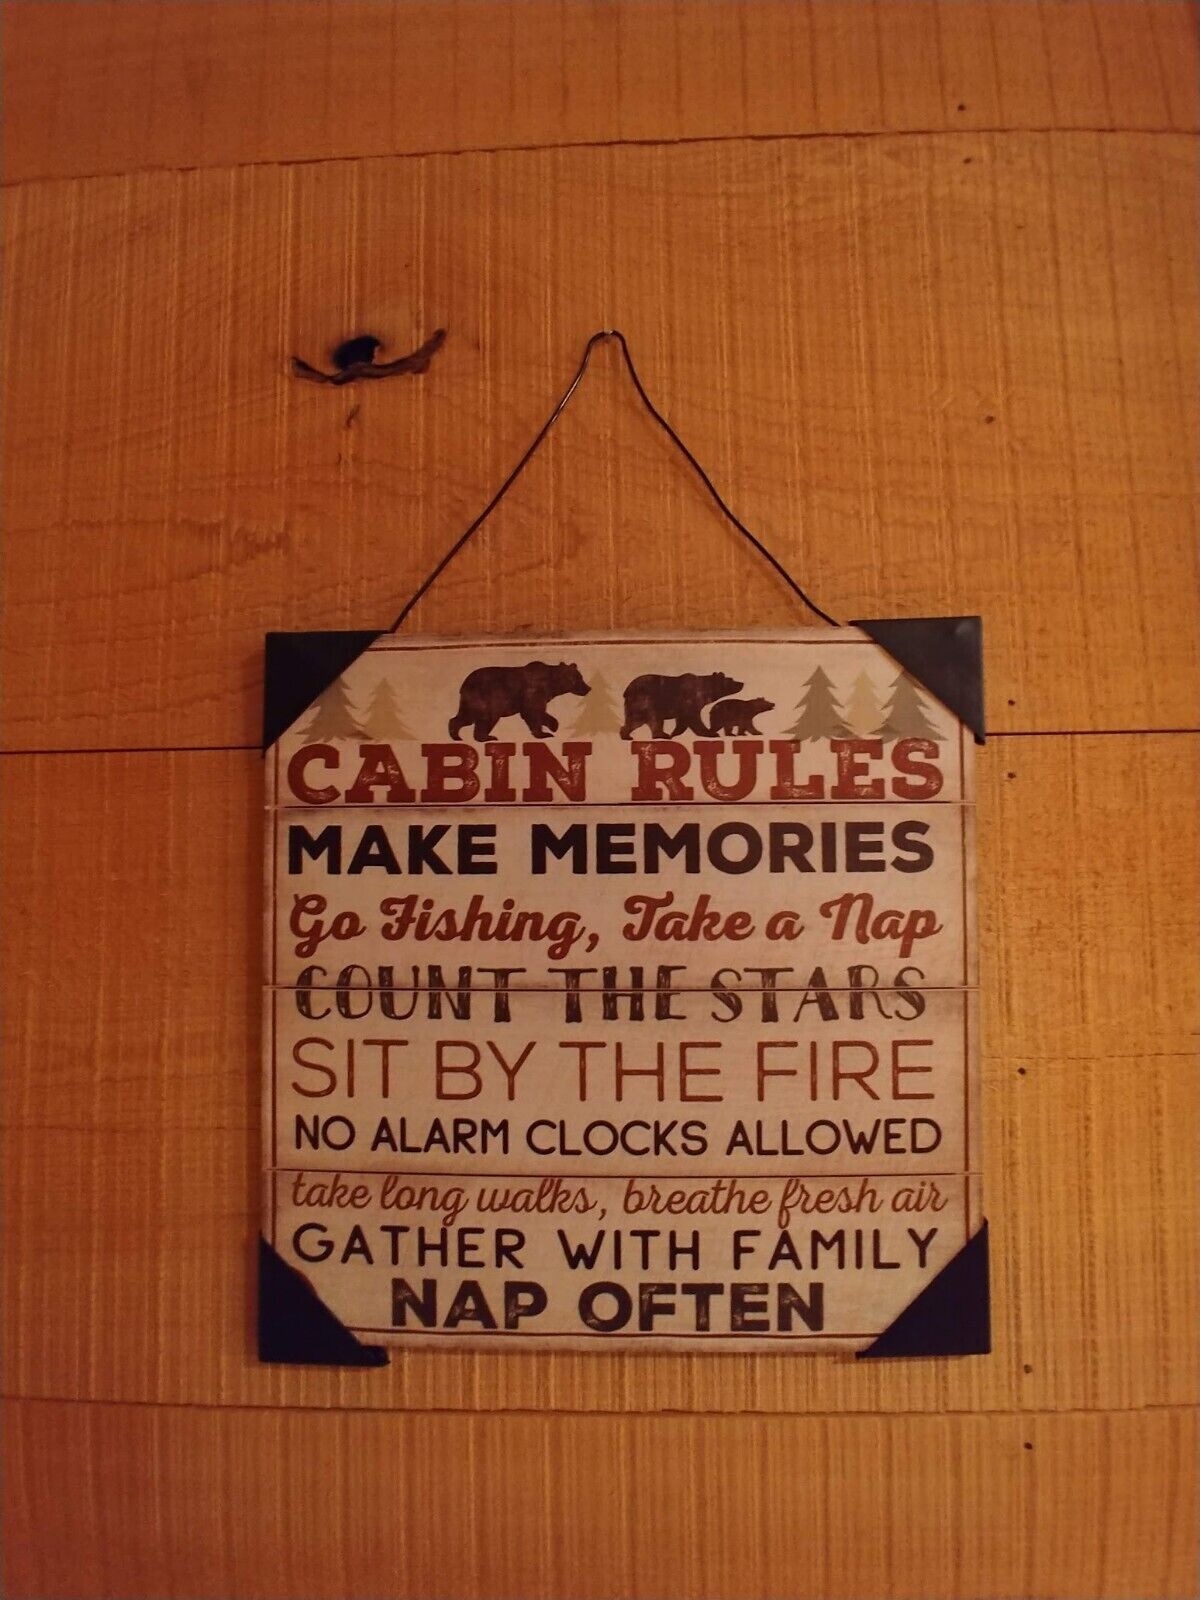 CABIN RULES
MAKE MEMORIES
Go Fishing, Take a Nap
COUNT THE STARS
SIT BY THE FIRE
NO ALARM CLOCKS ALLOWED
take long walks, breathe fresh air
GATHER WITH FAMILY
NAP OFTEN